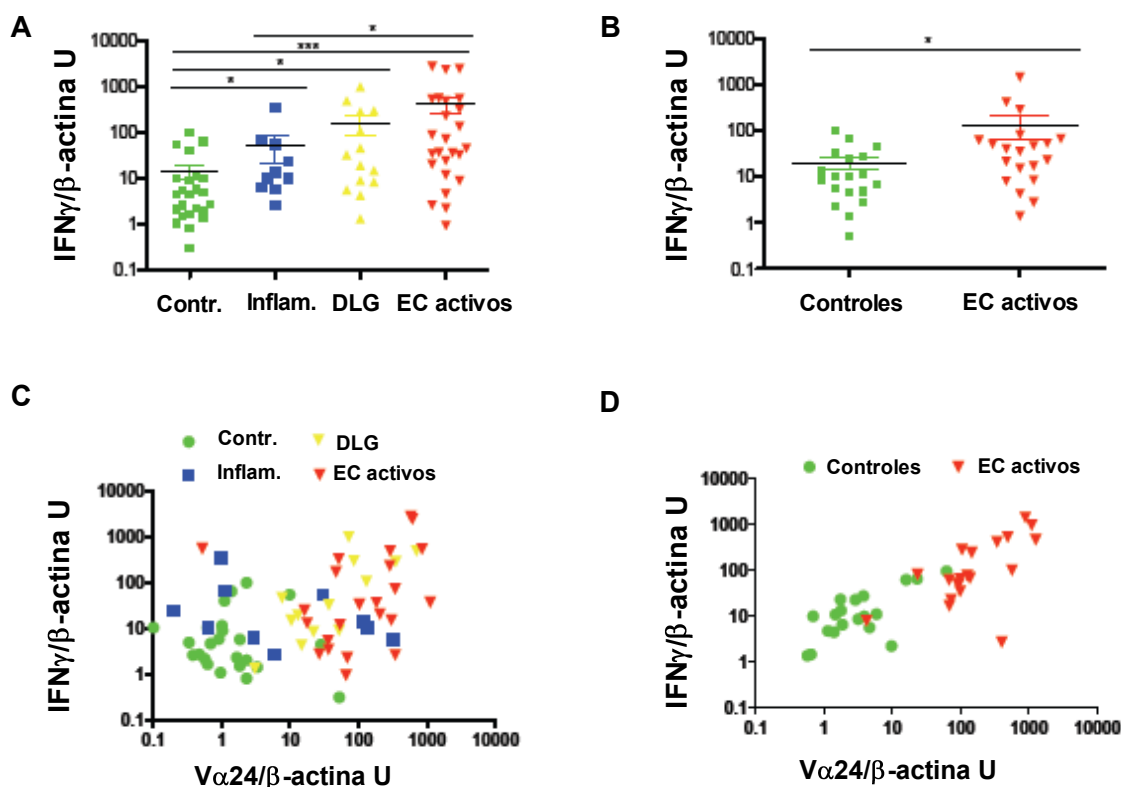 A
B
IFNγ/β-actina U
10000
1000
100
10
1
0.1
*
***
*
*
Contr.
Inflam.
DLG
EC activos
IFNγ/β-actina U
10000
1000
100
10
1
0.1
*
Controles
EC activos
C
D
Contr.
DLG
Inflam.
EC activos
IFNγ/β-actina U
10000
1000
100
10
1
0.1
0.1
1
10
100
1000
10000
Vα24/β-actina U
Controles
EC activos
IFNγ/β-actina U
10000
1000
100
10
1
0.1
0.1
1
10
100
1000
10000
Vα24/β-actina U